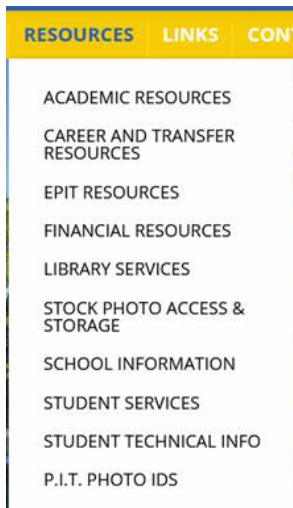 RESOURCES LINKS
ACADEMIC RESOURCES
CAREER AND TRANSFER
RESOURCES
EPIT RESOURCES
FINANCIAL RESOURCES
LIBRARY SERVICES
STOCK PHOTO ACCESS &
STORAGE
SCHOOL INFORMATION
STUDENT SERVICES
STUDENT TECHNICAL INFO
P.I.T. PHOTO IDS